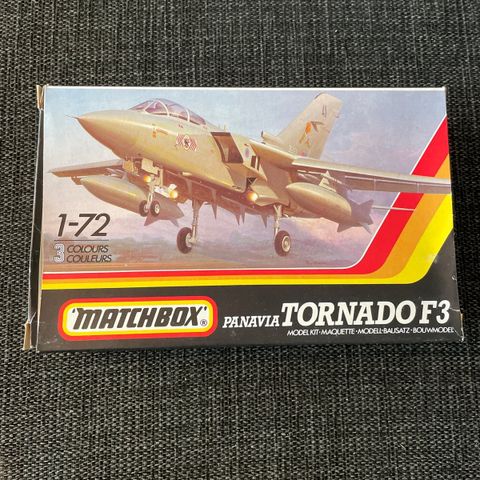 1-72
3 COLOURS
COULEURS
"MATCHBOX"®
PANAVIA TORNADO F3
MODEL KIT·MAQUETTE·MODELL-BAUSATZ·BOUWMODEL